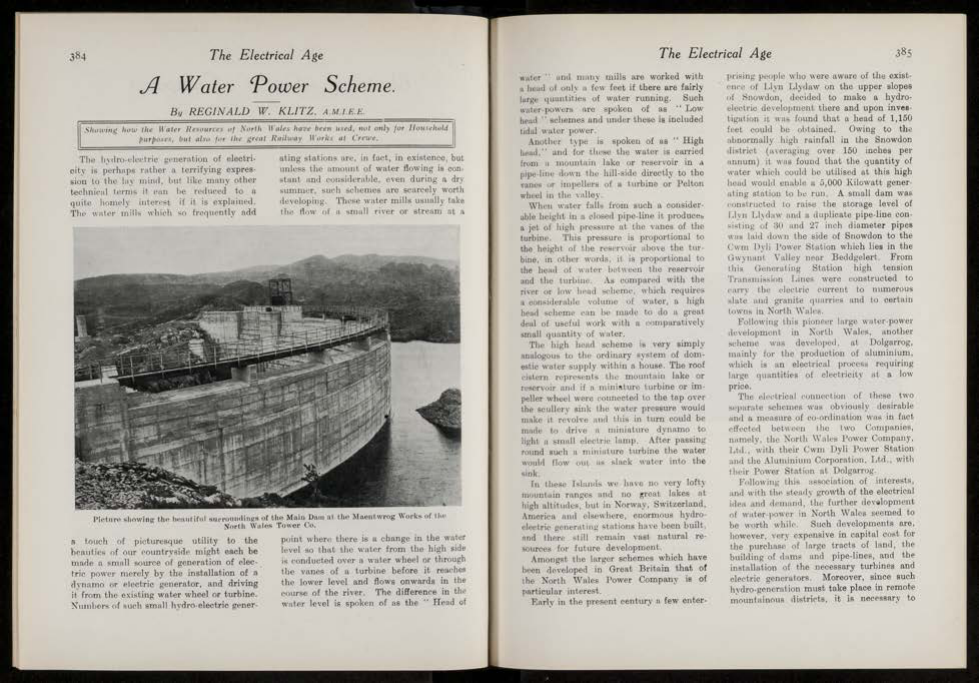 384
The Electrical Age
A Water Power Scheme.
By REGINALD W. KLITZ. A.M.I.E.E.
Showing how the Water Resources of North Wales have been used, not only for Household
purposes, but also for the great Railway Works at Crewe.
The hydro-electric generation of electri-
city is perhaps rather a terrifying expres-
sion to the lay mind, but like many other
technical terms it can be reduced to a
quite homely interest if it is explained.
The water mills which so frequently add
ating stations are, in fact, in existence, but
unless the amount of water flowing is con-
stant and considerable, even during a dry
summer, such schemes are scarcely worth
developing. These water mills usually take
the flow of a small river or stream at a
Picture showing the beautiful surroundings of the Main Dam at the Maentwrog Works of the
North Wales Tower Co.
a touch of picturesque utility to the
beauties of our countryside might each be
made a small source of generation of elec-
tric power merely by the installation of a
dynamo or electric generator, and driving
it from the existing water wheel or turbine.
Numbers of such small hydro-electric gener-
point where there is a change in the water
level so that the water from the high side
is conducted over a water wheel or through
the vanes of a turbine before it reaches
the lower level and flows onwards in the
course of the river. The difference in the
water level is spoken of as the " Head of
The Electrical Age
385
water " and many mills are worked with
a head of only a few feet if there are fairly
large quantities of water running. Such
water-powers are spoken of as " Low
head " schemes and under these is included
tidal water power.
Another type is spoken of as " High
head," and for these the water is carried
from a mountain lake or reservoir in a
pipe-line down the hill-side directly to the
vanes or impellers of a turbine or Pelton
wheel in the valley.
When water falls from such a consider-
able height in a closed pipe-line it produces
a jet of high pressure at the vanes of the
turbine. This pressure is proportional to
the height of the reservoir above the tur-
bine, in other words, it is proportional to
the head of water between the reservoir
and the turbine. As compared with the
river or low head scheme, which requires
a considerable volume of water, a high
head scheme can be made to do a great
deal of useful work with a comparatively
small quantity of water.
The high head scheme is very simply
analogous to the ordinary system of dom-
estic water supply within a house. The roof
cistern represents the mountain lake or
reservoir and if a miniature turbine or im-
peller wheel were connected to the tap over
the scullery sink the water pressure would
make it revolve and this in turn could be
made to drive a miniature dynamo to
light a small electric lamp. After passing
round such a miniature turbine the water
would flow out as slack water into the
sink.
In these Islands we have no very lofty
mountain ranges and no great lakes at
high altitudes, but in Norway, Switzerland,
America and elsewhere, enormous hydro-
electric generating stations have been built,
and there still remain vast natural re-
sources for future development.
Amongst the larger schemes which have
been developed in Great Britain that of
the North Wales Power Company is of
particular interest.
Early in the present century a few enter-
prising people who were aware of the exist-
ence of Llyn Llydaw on the upper slopes
of Snowdon, decided to make a hydro-
electric development there and upon inves-
tigation it was found that a head of 1,150
feet could be obtained. Owing to the
abnormally high rainfall in the Snowdon
district (averaging over 150 inches per
annum) it was found that the quantity of
water which could be utilised at this high
head would enable a 5,000 Kilowatt gener-
ating station to be run. A small dam was
constructed to raise the storage level of
Llyn Llydaw and a duplicate pipe-line con-
sisting of 30 and 27 inch diameter pipes
was laid down the side of Snowdon to the
Cwm Dyli Power Station which lies in the
Gwynant Valley near Beddgelert. From
this Generating Station high tension
Transmission Lines were constructed to
carry the electric current to numerous
slate and granite quarries and to certain
towns in North Wales.
Following this pioneer large water-power
development in North Wales, another
scheme was developed, at Dolgarrog,
mainly for the production of aluminium,
which is an electrical process requiring
large quantities of electricity at a low
price.
The electrical connection of these two
separate schemes was obviously desirable
and a measure of co-ordination was in fact
effected between the two Companies,
namely, the North Wales Power Company,
Ltd., with their Cwm Dyli Power Station
and the Aluminium Corporation, Ltd., with
their Power Station at Dolgarrog.
Following this association of interests,
and with the steady growth of the electrical
idea and demand, the further development
of water-power in North Wales seemed to
be worth while. Such developments are,
however, very expensive in capital cost for
the purchase of large tracts of land, the
building of dams and pipe-lines, and the
installation of the necessary turbines and
electric generators. Moreover, since such
hydro-generation must take place in remote
mountainous districts, it is necessary to